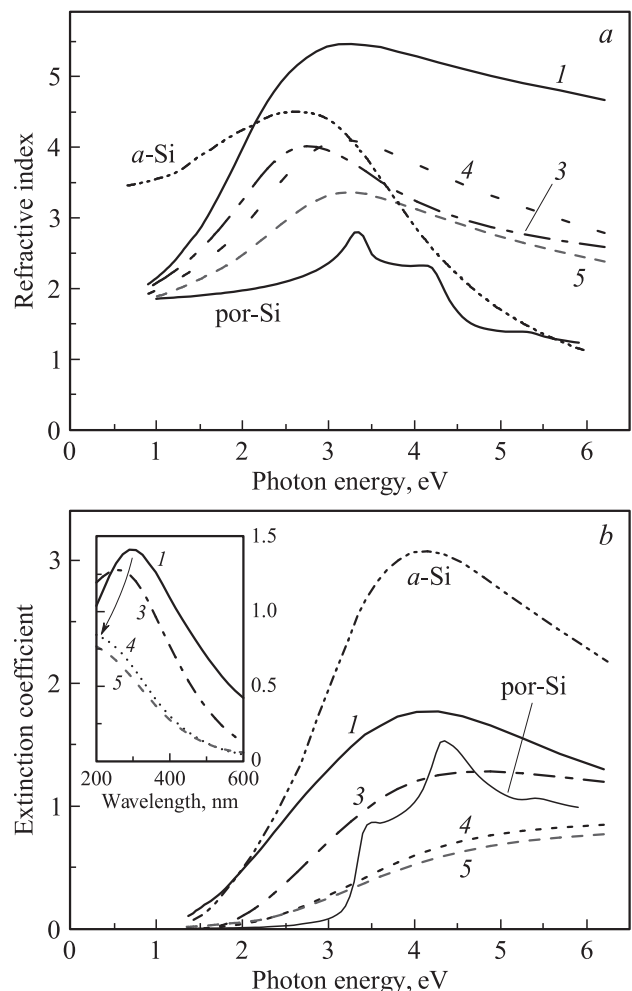 a
5
4
3
2
1
0
Refractive index
1
a-Si
4
3
5
por-Si
0 1 2 3 4 5 6
Photon energy, eV
b
3
2
1
0
Extinction coefficient
1.5
1.0
0.5
0
1
3
4
5
200 400 600
Wavelength, nm
a-Si
por-Si
1
3
4
5
0 1 2 3 4 5 6
Photon energy, eV